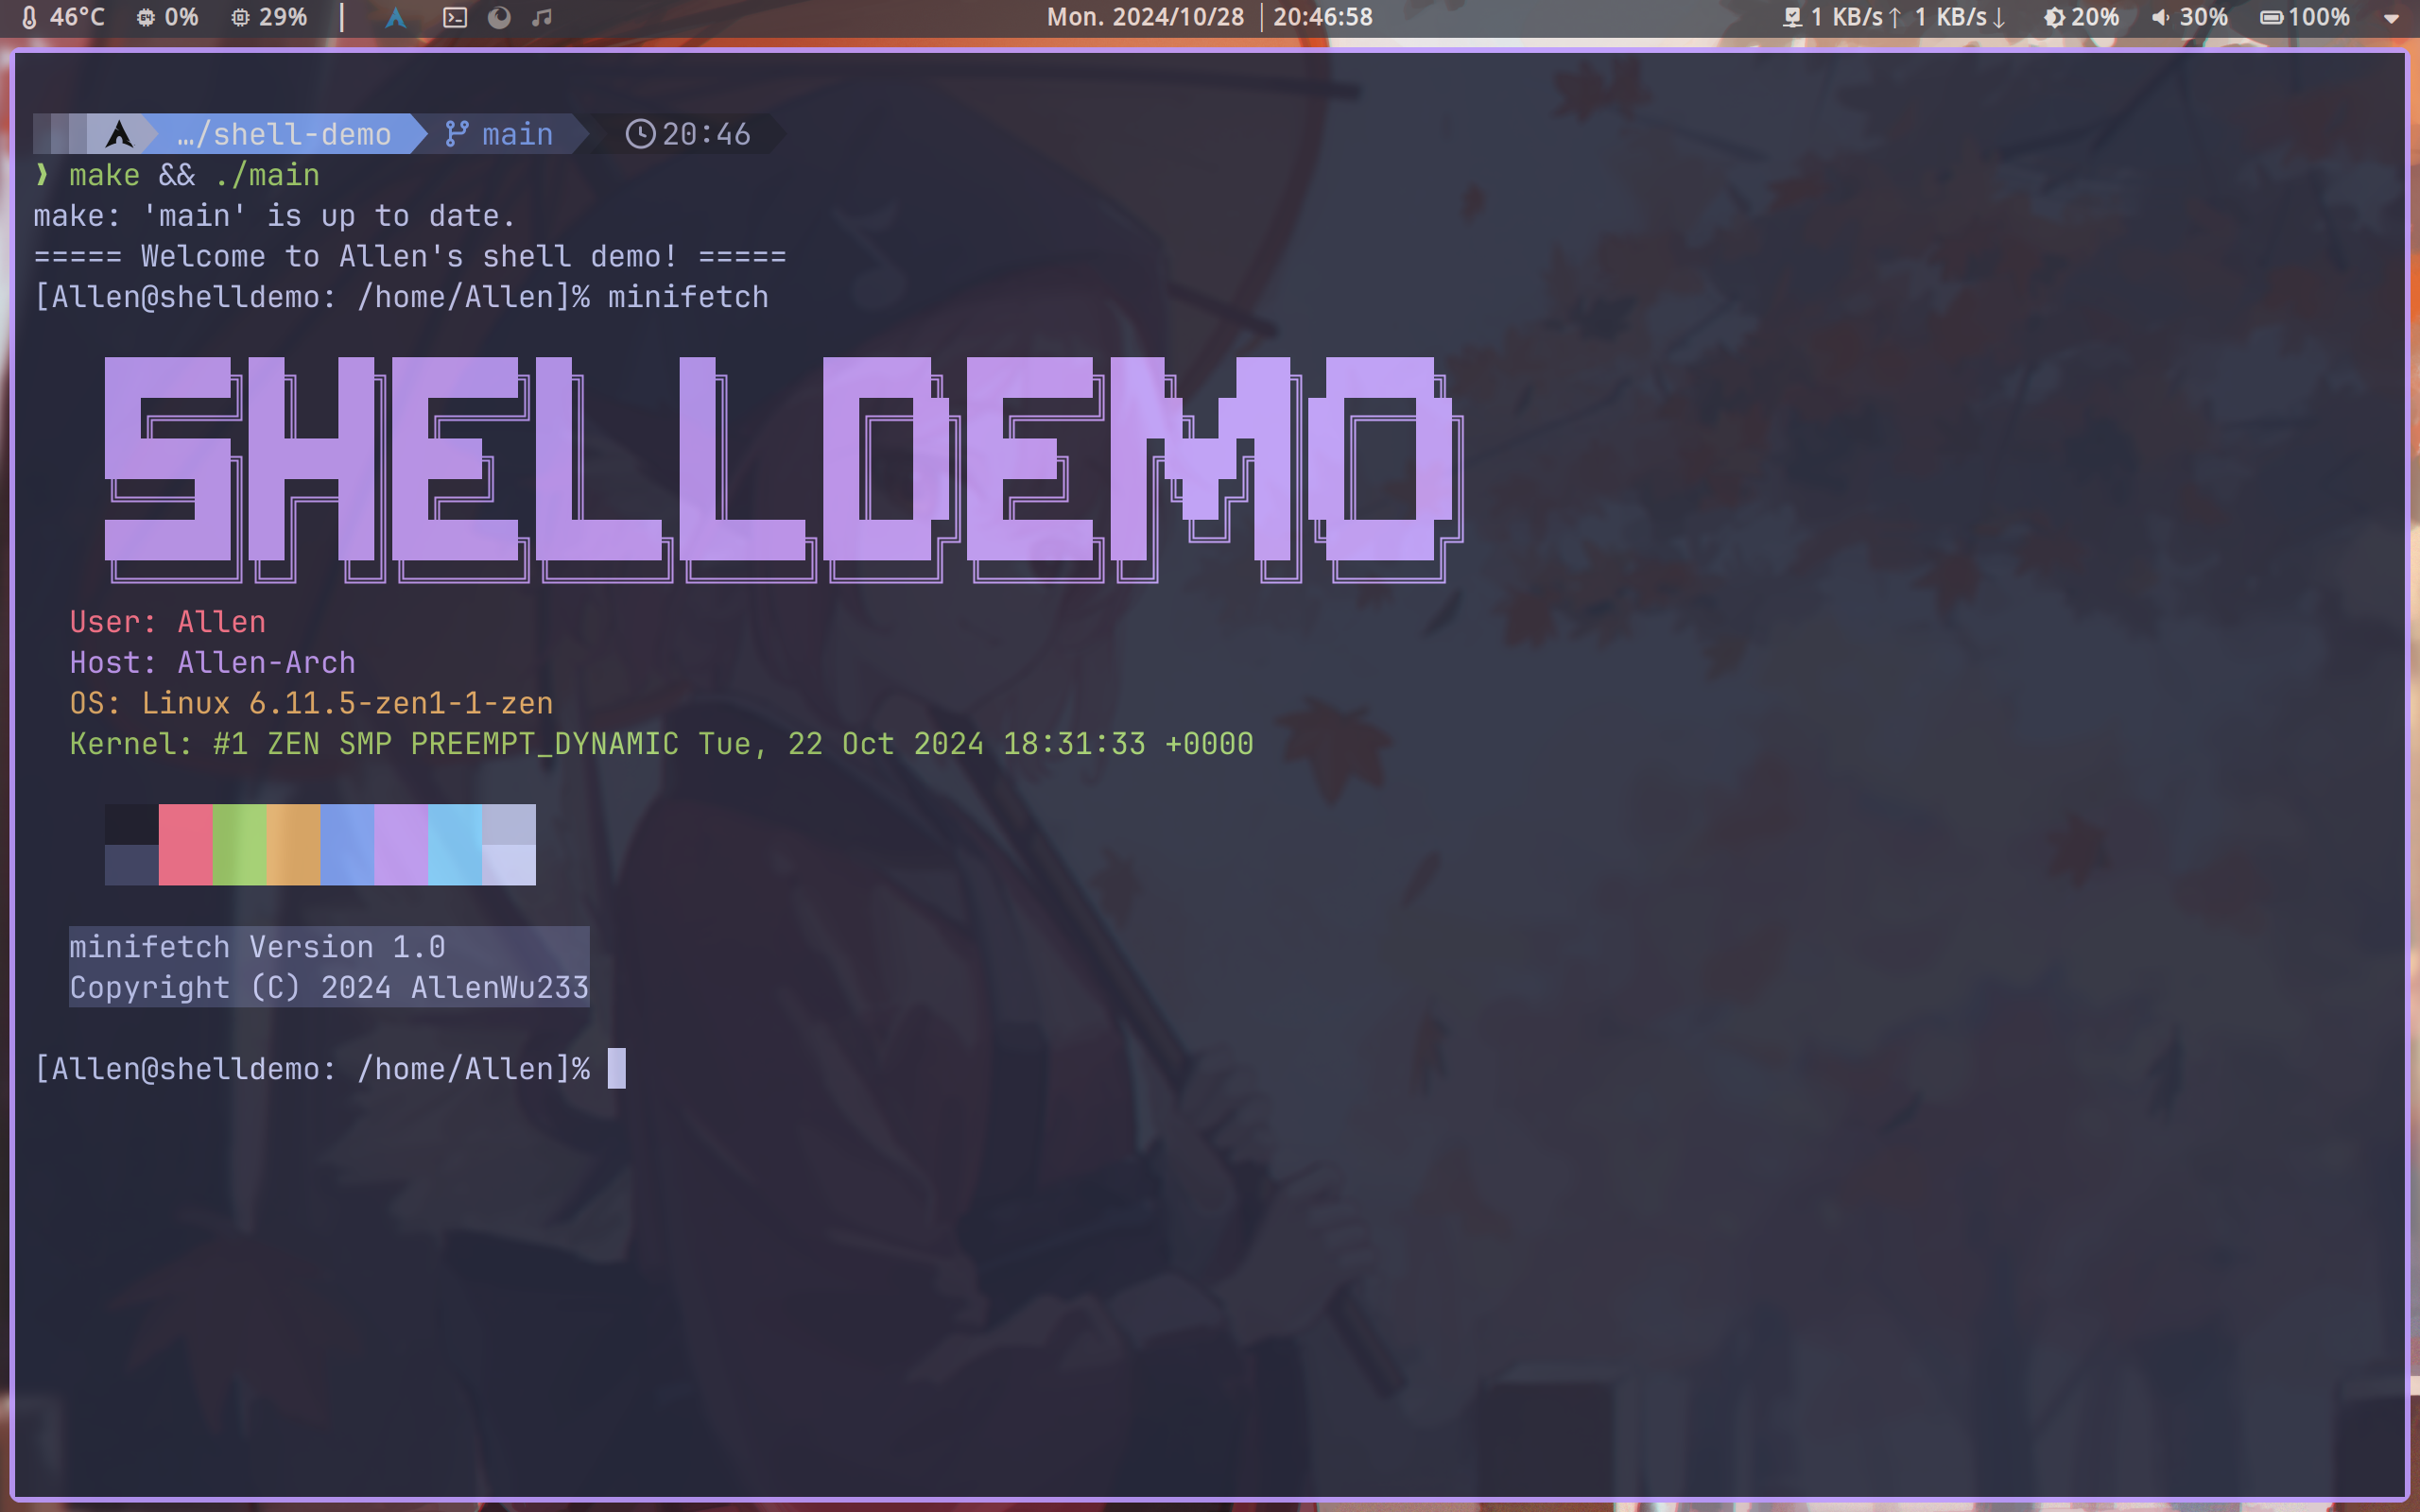 46°C 0% 29% Mon. 2024/10/28 20:46:58 1 KB/s↑ 1 KB/s↓ 20% 30% 100%
…/shell-demo main 20:46
❱ make && ./main
make: 'main' is up to date.
===== Welcome to Allen's shell demo! =====
[Allen@shelldemo: /home/Allen]% minifetch
SHELLDEMO
User: Allen
Host: Allen-Arch
OS: Linux 6.11.5-zen1-1-zen
Kernel: #1 ZEN SMP PREEMPT_DYNAMIC Tue, 22 Oct 2024 18:31:33 +0000
minifetch Version 1.0
Copyright (C) 2024 AllenWu233
[Allen@shelldemo: /home/Allen]%